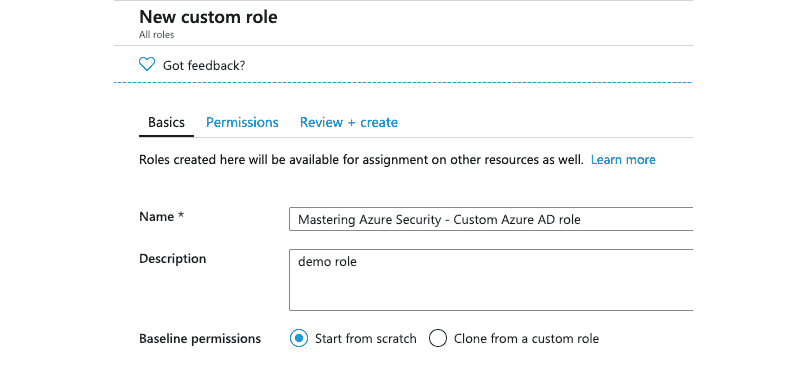 New custom role
All roles
Got feedback?
Basics Permissions Review + create
Roles created here will be available for assignment on other resources as well. Learn more
Name * Mastering Azure Security - Custom Azure AD role
Description demo role
Baseline permissions Start from scratch Clone from a custom role